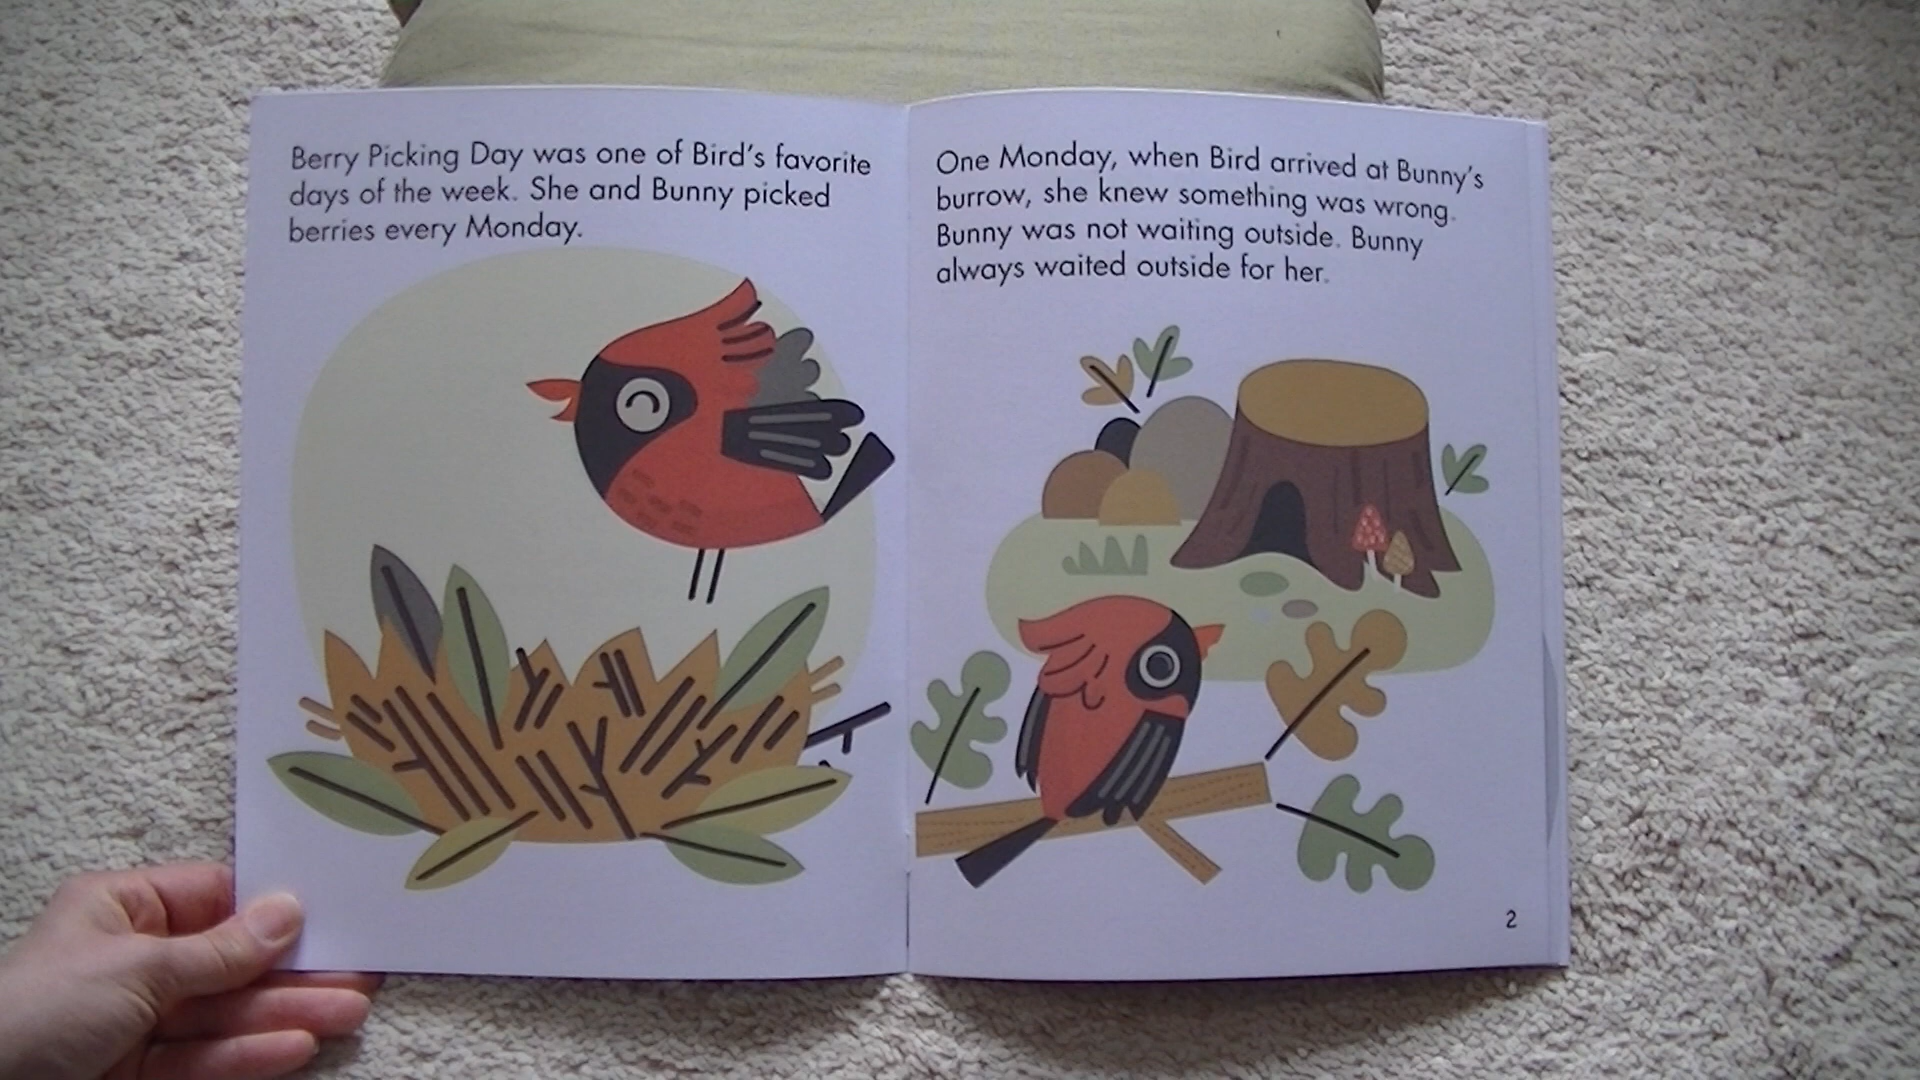 Berry Picking Day was one of Bird's favorite
days of the week. She and Bunny picked
berries every Monday.
One Monday, when Bird arrived at Bunny's
burrow, she knew something was wrong.
Bunny was not waiting outside. Bunny
always waited outside for her.
2